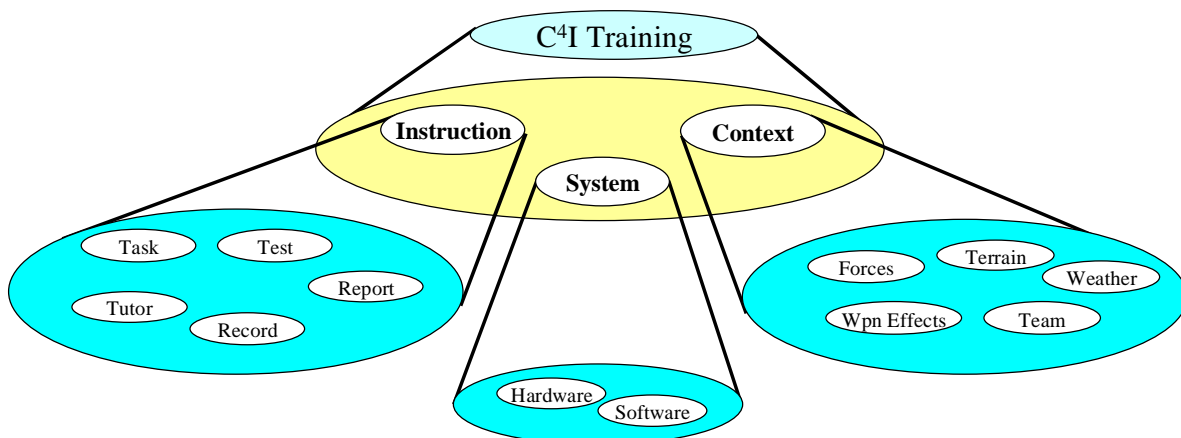 C⁴I Training
Instruction
Context
System
Task
Test
Report
Tutor
Record
Forces
Terrain
Weather
Wpn Effects
Team
Hardware
Software